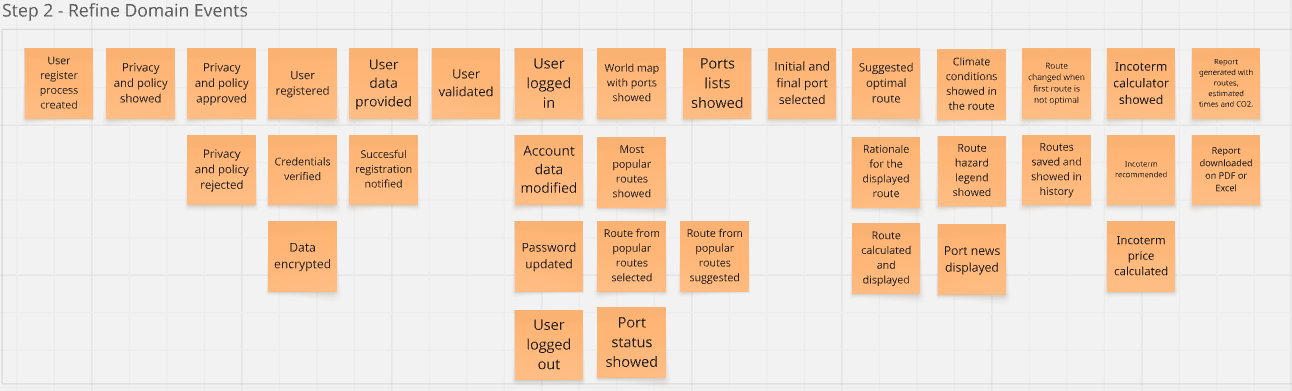 Step 2 - Refine Domain Events
User
register
process
created
Privacy
and policy
showed
Privacy
and policy
approved
User
registered
User
data
provided
User
validated
User
logged
in
World map
with ports
showed
Ports
lists
showed
Initial and
final port
selected
Suggested
optimal
route
Climate
conditions
showed in
the route
Route
changed when
first route is
not optimal
Incoterm
calculator
showed
Report
generated with
routes,
estimated
times and CO2.
Privacy
and policy
rejected
Credentials
verified
Succesful
registration
notified
Account
data
modified
Most
popular
routes
showed
Rationale
for the
displayed
route
Route
hazard
legend
showed
Routes
saved and
showed in
history
Incoterm
recommended
Report
downloaded
on PDF or
Excel
Data
encrypted
Password
updated
Route from
popular
routes
selected
Route from
popular
routes
suggested
Route
calculated
and
displayed
Port news
displayed
Incoterm
price
calculated
User
logged
out
Port
status
showed